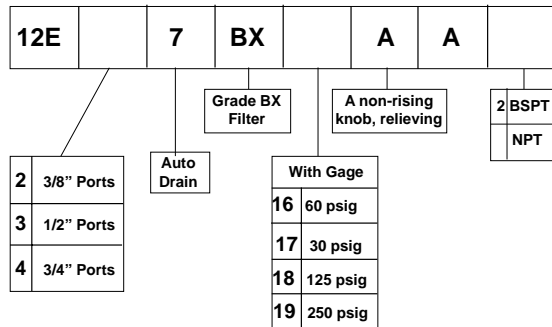 12E 7 BX A A
Grade BX
Filter
A non-rising
knob, relieving
2 BSPT
NPT
Auto
Drain
With Gage
2 3/8” Ports
3 1/2” Ports
4 3/4” Ports
16 60 psig
17 30 psig
18 125 psig
19 250 psig